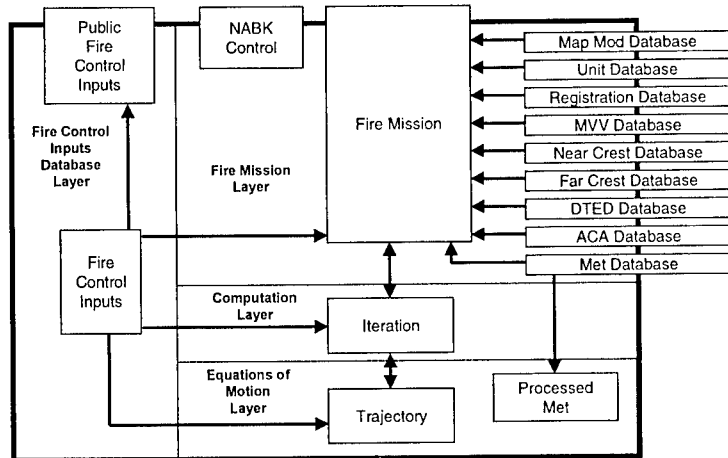 Public
Fire
Control
Inputs
NABK
Control
Fire Mission
Map Mod Database
Unit Database
Registration Database
MVV Database
Near Crest Database
Far Crest Database
DTED Database
ACA Database
Met Database
Fire Control
Inputs
Database
Layer
Fire Mission
Layer
Fire
Control
Inputs
Computation
Layer
Iteration
Equations of
Motion
Layer
Trajectory
Processed
Met